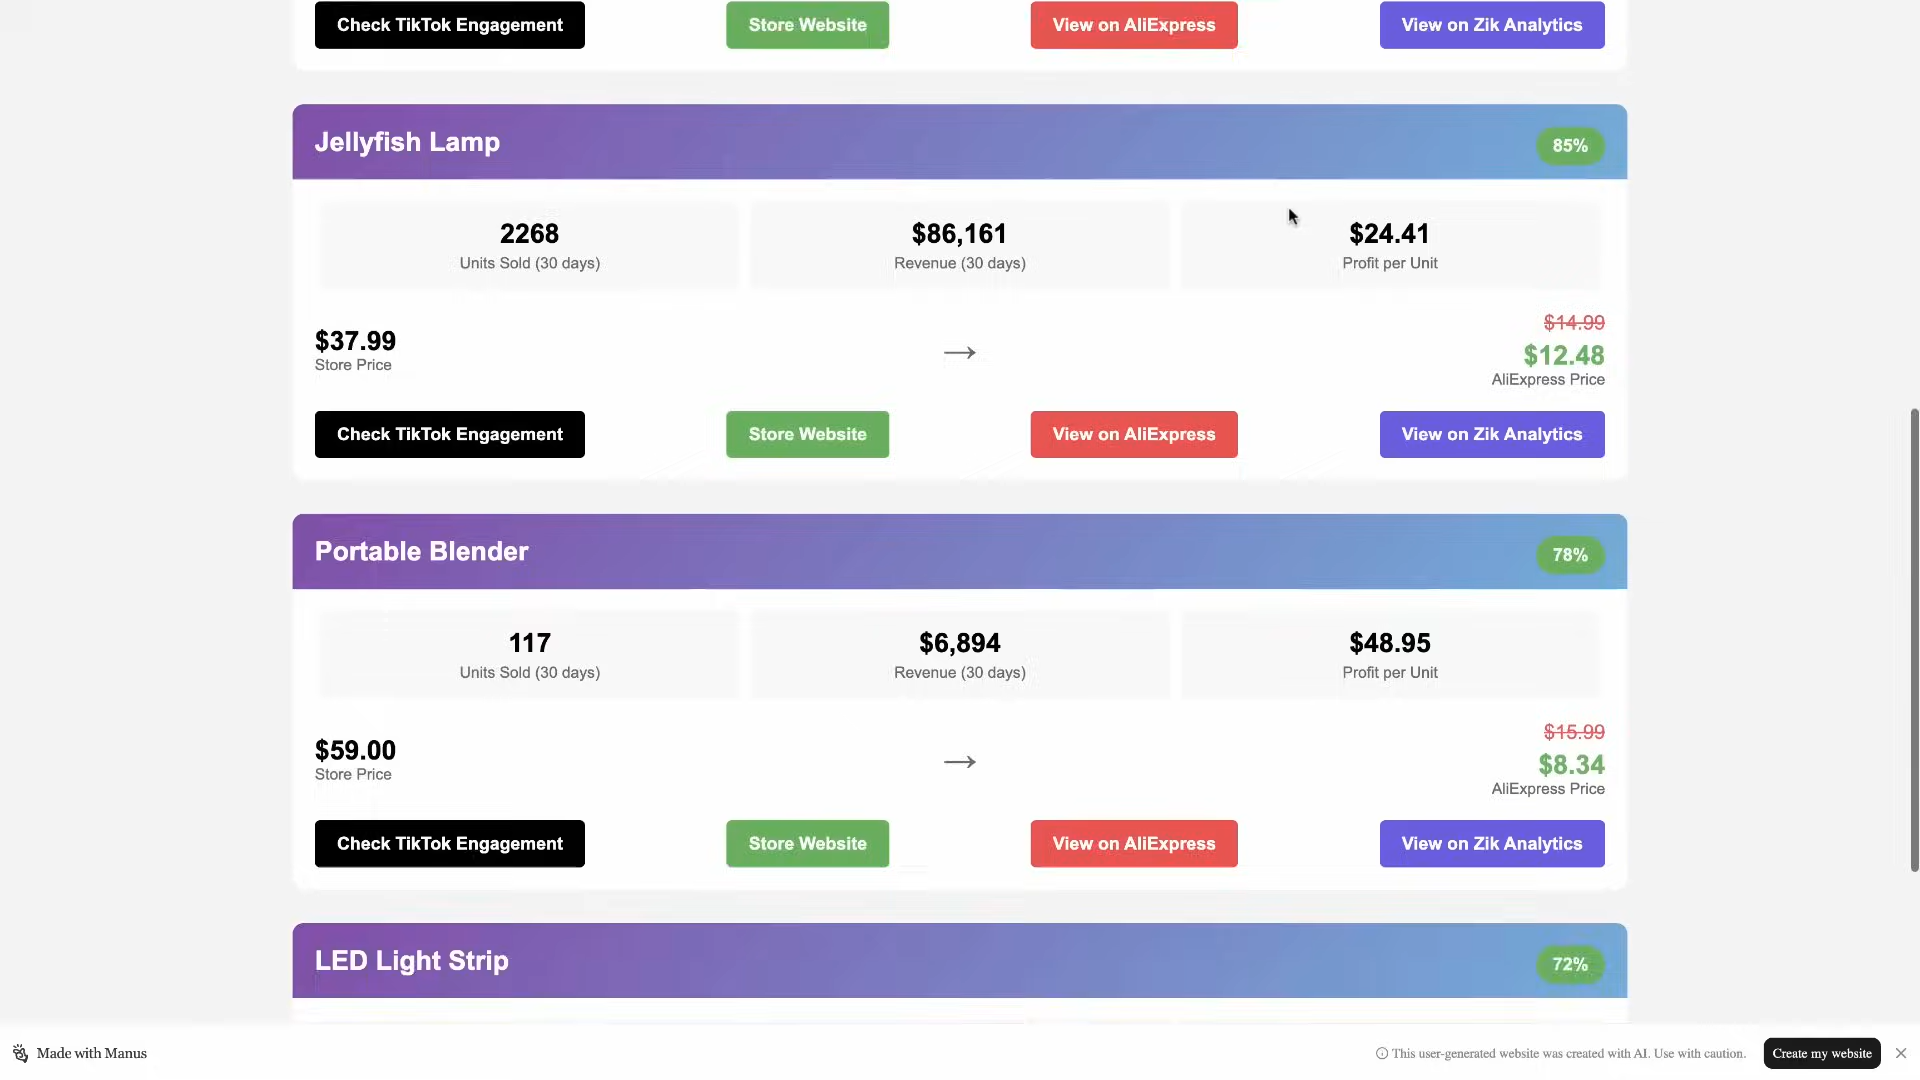 Check TikTok Engagement Store Website View on AliExpress View on Zik Analytics
Jellyfish Lamp 85%
2268 $86,161 $24.41
Units Sold (30 days) Revenue (30 days) Profit per Unit
$37.99 → $14.99
Store Price $12.48
AliExpress Price
Check TikTok Engagement Store Website View on AliExpress View on Zik Analytics
Portable Blender 78%
117 $6,894 $48.95
Units Sold (30 days) Revenue (30 days) Profit per Unit
$59.00 → $15.99
Store Price $8.34
AliExpress Price
Check TikTok Engagement Store Website View on AliExpress View on Zik Analytics
LED Light Strip 72%
Made with Manus This user-generated website was created with AI. Use with caution. Create my website